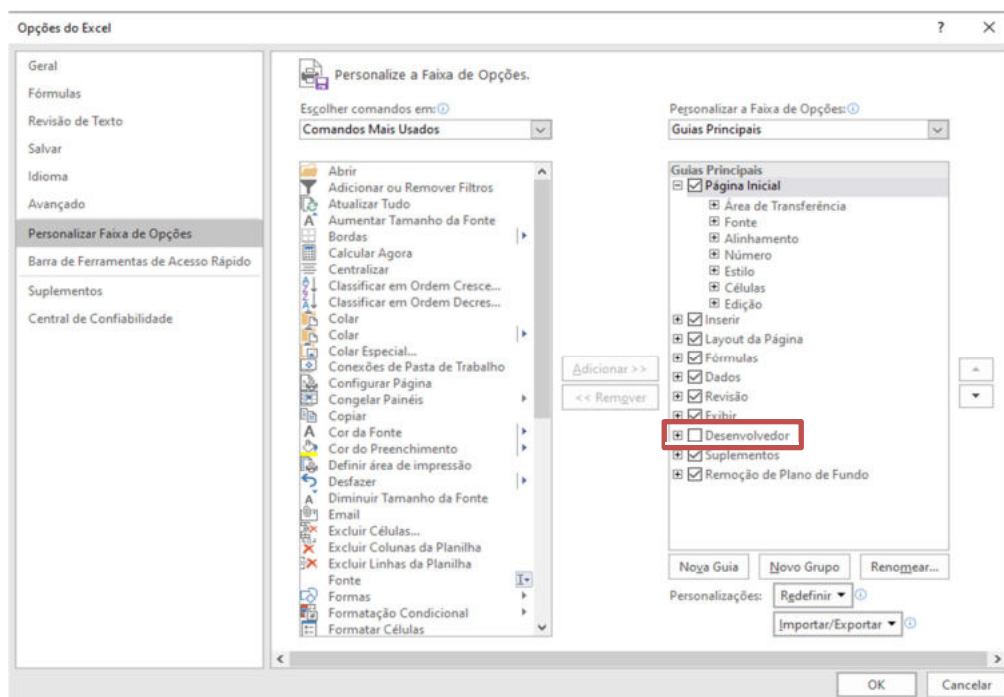 Opções do Excel
?
Geral
Fórmulas
Revisão de Texto
Salvar
Idioma
Avançado
Personalizar Faixa de Opções
Barra de Ferramentas de Acesso Rápido
Suplementos
Central de Confiabilidade
Personalize a Faixa de Opções.
Escolher comandos em:
Comandos Mais Usados
Abrir
Adicionar ou Remover Filtros
Atualizar Tudo
Aumentar Tamanho da Fonte
Bordas
Calcular Agora
Centralizar
Classificar em Ordem Cresce...
Classificar em Ordem Decres...
Colar
Colar
Colar Especial...
Conexões de Pasta de Trabalho
Configurar Página
Congelar Painéis
Copiar
Cor da Fonte
Cor do Preenchimento
Definir área de impressão
Desfazer
Diminuir Tamanho da Fonte
Email
Excluir Células...
Excluir Colunas da Planilha
Excluir Linhas da Planilha
Fonte
Formas
Formatação Condicional
Formatar Células
Adicionar >>
<< Remover
Personalizar a Faixa de Opções:
Guias Principais
Guias Principais
Página Inicial
Área de Transferência
Fonte
Alinhamento
Número
Estilo
Células
Edição
Inserir
Layout da Página
Fórmulas
Dados
Revisão
Exibir
Desenvolvedor
Suplementos
Remoção de Plano de Fundo
Nova Guia
Novo Grupo
Renomear...
Personalizações:
Redefinir
Importar/Exportar
OK
Cancelar